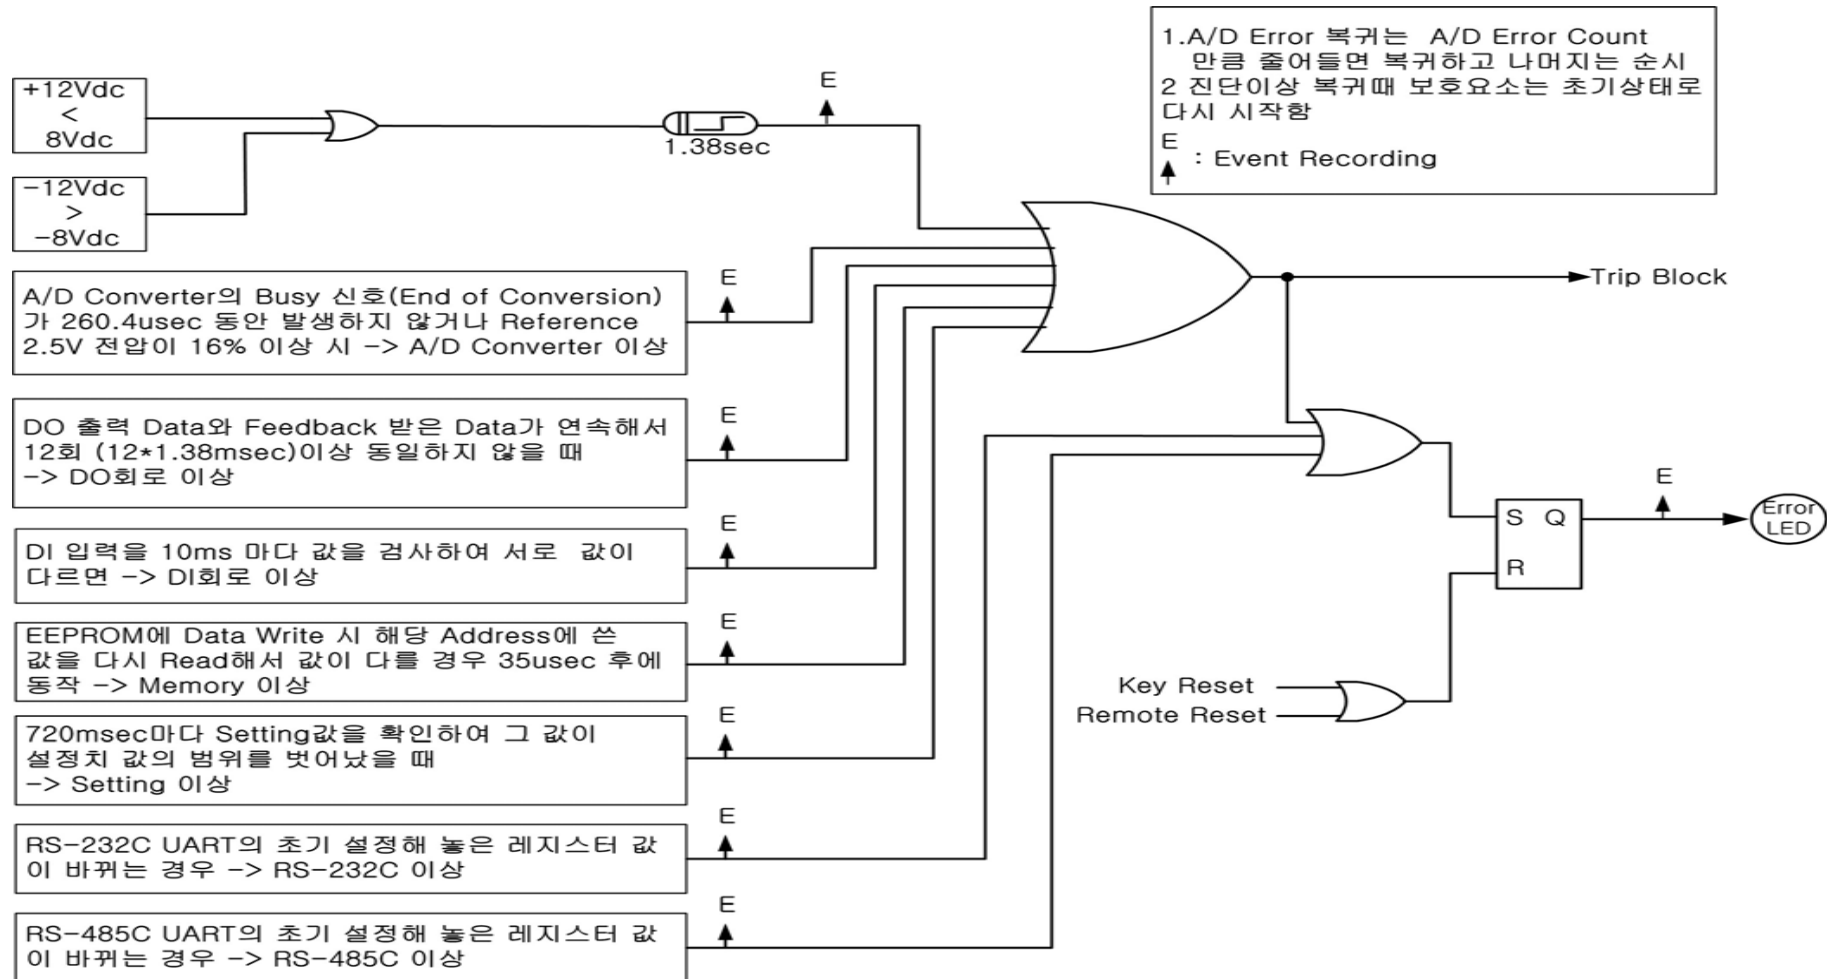 +12Vdc
<
8Vdc
-12Vdc
>
-8Vdc
E
1.38sec
1.A/D Error 복귀는 A/D Error Count
만큼 줄어들면 복귀하고 나머지는 순시
2 진단이상 복귀때 보호요소는 초기상태로
다시 시작함
E
: Event Recording
A/D Converter의 Busy 신호(End of Conversion)
가 260.4usec 동안 발생하지 않거나 Reference
2.5V 전압이 16% 이상 시 -> A/D Converter 이상
E
Trip Block
DO 출력 Data와 Feedback 받은 Data가 연속해서
12회 (12*1.38msec)이상 동일하지 않을 때
-> DO회로 이상
E
DI 입력을 10ms 마다 값을 검사하여 서로 값이
다르면 -> DI회로 이상
E
EEPROM에 Data Write 시 해당 Address에 쓴
값을 다시 Read해서 값이 다를 경우 35usec 후에
동작 -> Memory 이상
E
720msec마다 Setting값을 확인하여 그 값이
설정치 값의 범위를 벗어났을 때
-> Setting 이상
E
RS-232C UART의 초기 설정해 놓은 레지스터 값
이 바뀌는 경우 -> RS-232C 이상
E
RS-485C UART의 초기 설정해 놓은 레지스터 값
이 바뀌는 경우 -> RS-485C 이상
E
S Q
R
E
Error
LED
Key Reset
Remote Reset